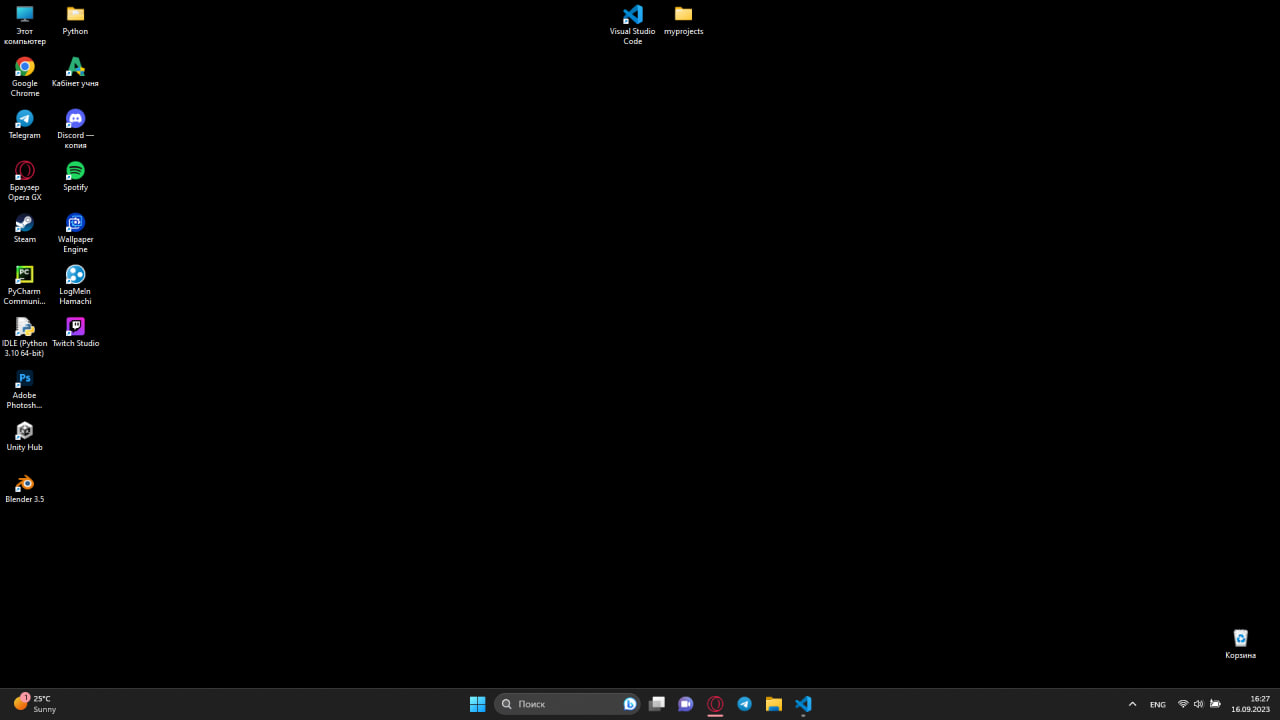 Этот
компьютер
Python
Visual Studio
Code
myprojects
Google
Chrome
Кабінет учня
Telegram
Discord —
копия
Браузер
Opera GX
Spotify
Steam
Wallpaper
Engine
PC
PyCharm
Communi...
LogMeIn
Hamachi
IDLE (Python
3.10 64-bit)
Twitch Studio
Ps
Adobe
Photosh...
Unity Hub
Blender 3.5
Корзина
1
25°C
Sunny
Поиск
ENG
16:27
16.09.2023